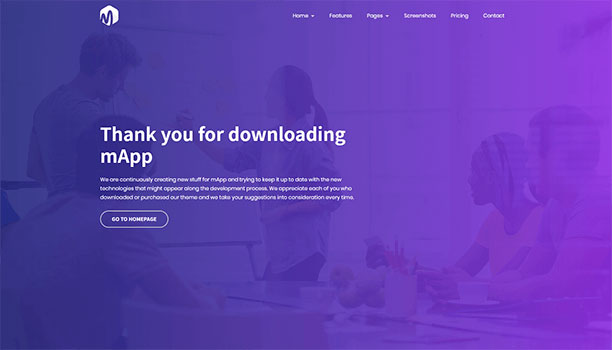 Home Features Pages Screenshots Pricing Contact
Thank you for downloading
mApp
We are continuously creating new stuff for mApp and trying to keep it up to date with the new
technologies that might appear along the development process. We appreciate each of you who
downloaded or purchased our theme and we take your suggestions into consideration every time.
GO TO HOMEPAGE